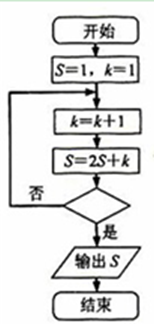 开始
S=1，k=1
k=k+1
S=2S+k
否
是
输出 S
结束